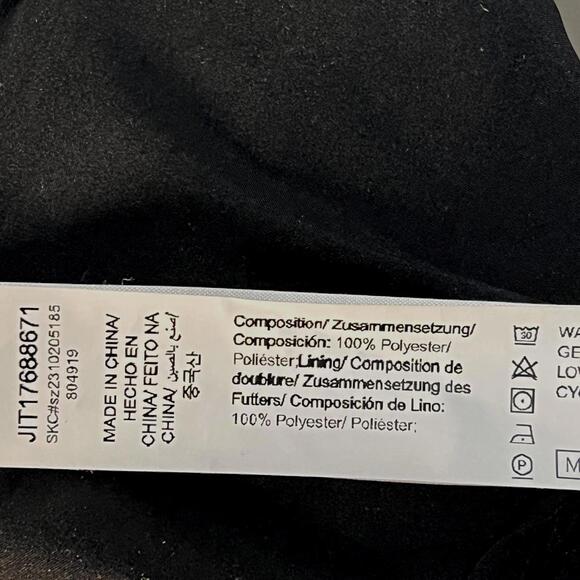 JIT17688671
SKC#sz2310205185
804919
MADE IN CHINA/
HECHO EN
CHINA/ FEITO NA
CHINA/ صنع بالصين/
중국산
Composition/ Zusammensetzung/
Composición: 100% Polyester/
Poliéster;Lining/ Composition de
doublure/ Zusammensetzung des
Futters/ Composición de Lino:
100% Polyester/ Poliéster;
30
P
WA
GE
LOW
CYC
M